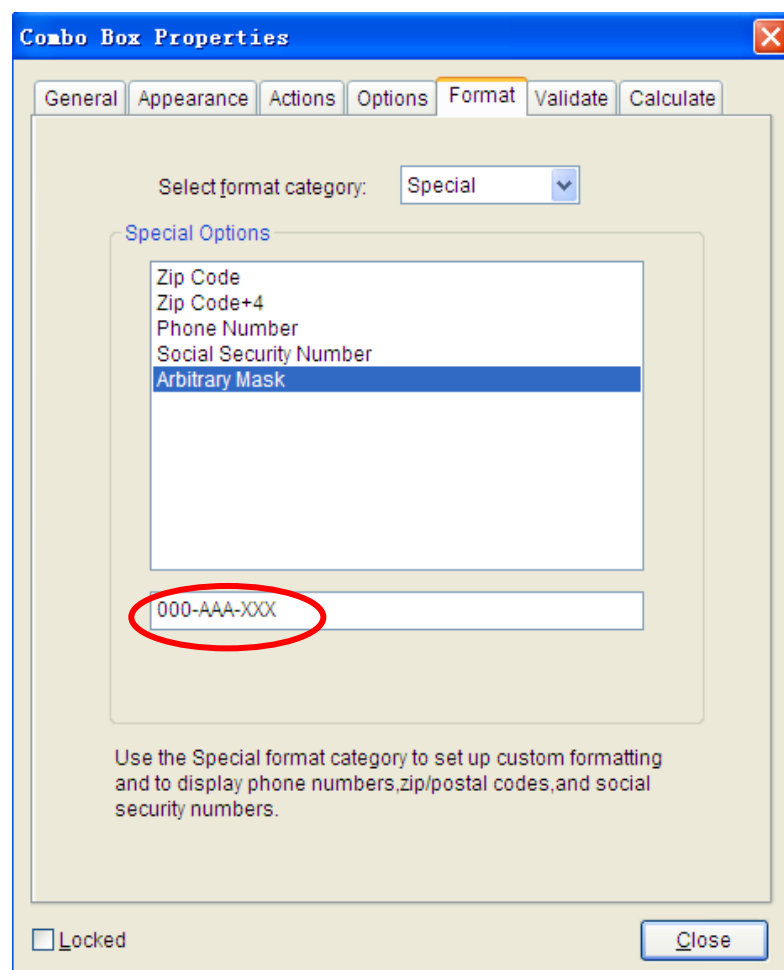 Combo Box Properties
General Appearance Actions Options Format Validate Calculate
Select format category: Special
Special Options
Zip Code
Zip Code+4
Phone Number
Social Security Number
Arbitrary Mask
000-AAA-XXX
Use the Special format category to set up custom formatting
and to display phone numbers,zip/postal codes,and social
security numbers.
Locked Close